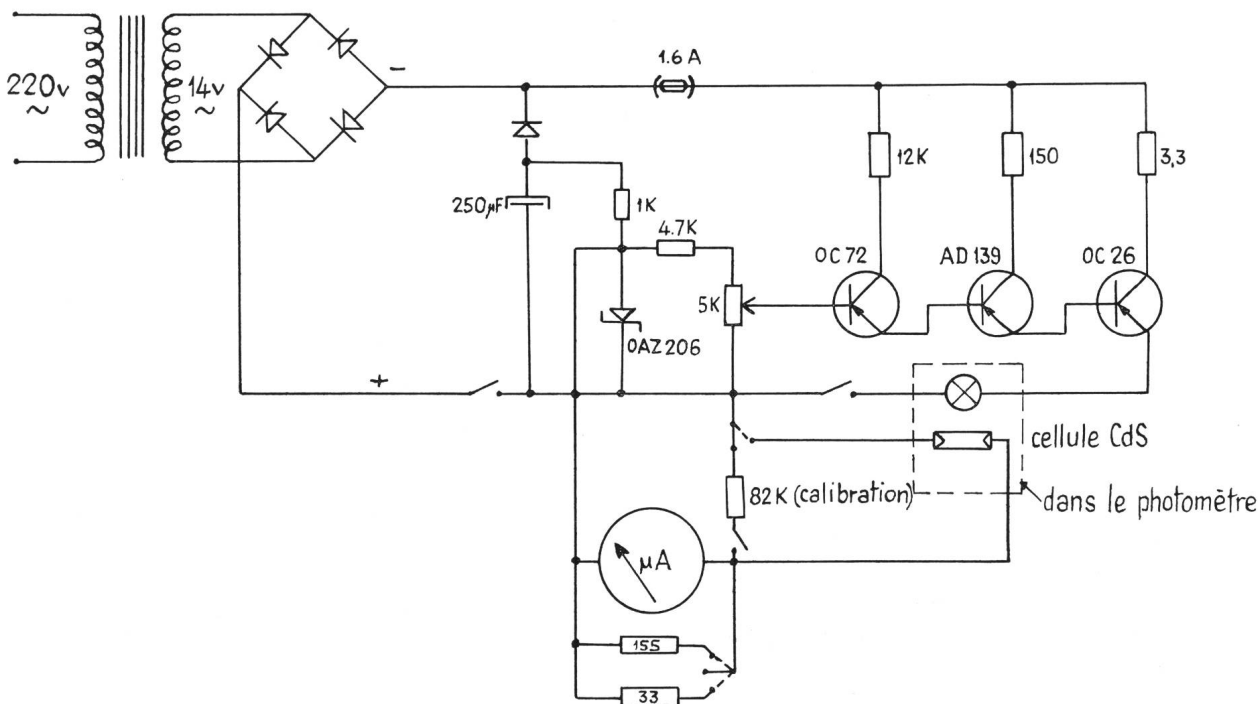 1.6 A
220v
~
14v
~
-
12K
150
3,3
250µF
1K
4.7K
OC 72
AD 139
OC 26
5K
OAZ 206
+
cellule CdS
82K (calibration)
dans le photomètre
µA
155
33